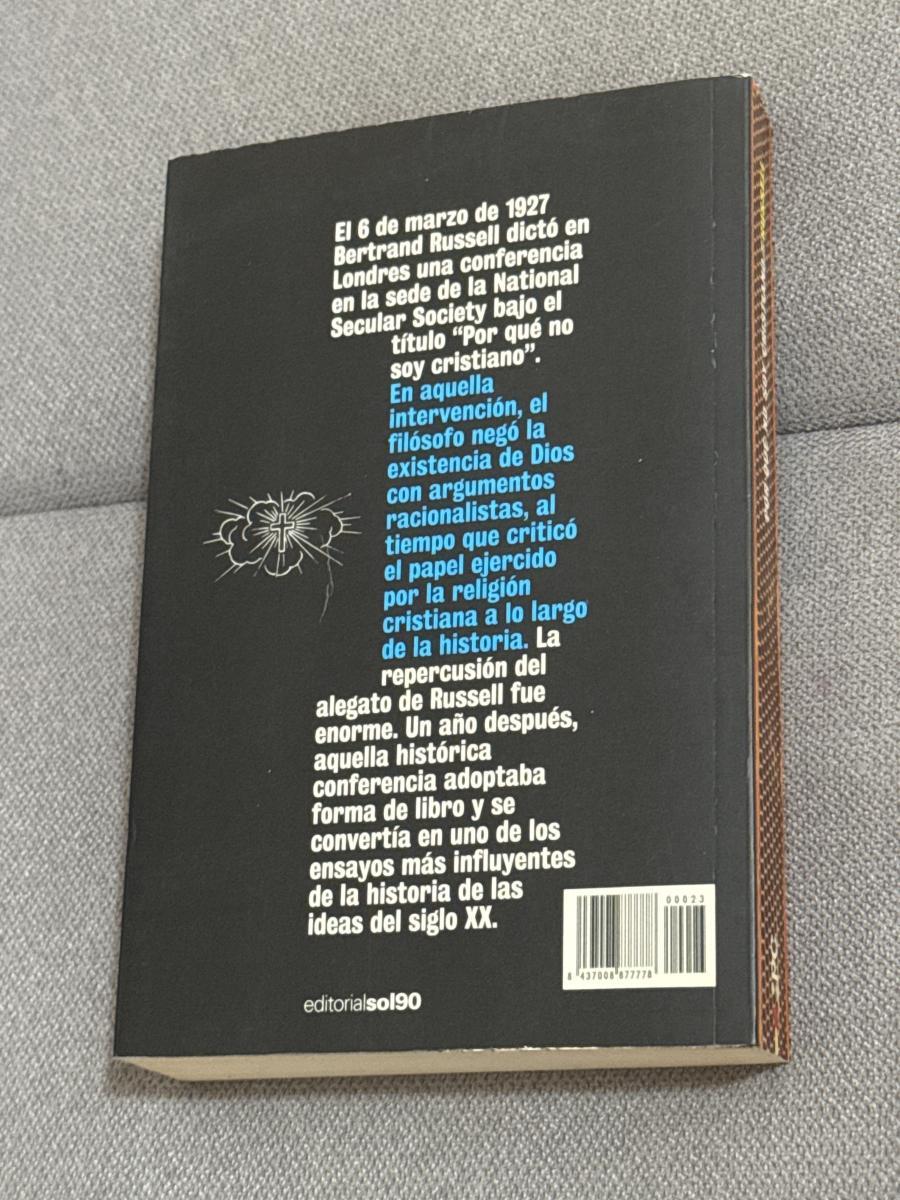 El 6 de marzo de 1927
Bertrand Russell dictó en
Londres una conferencia
en la sede de la National
Secular Society bajo el
título “Por qué no
soy cristiano”.
En aquella
intervención, el
filósofo negó la
existencia de Dios
con argumentos
racionalistas, al
tiempo que criticó
el papel ejercido
por la religión
cristiana a lo largo
de la historia. La
repercusión del
alegato de Russell fue
enorme. Un año después,
aquella histórica
conferencia adoptaba
forma de libro y se
convertía en uno de los
ensayos más influyentes
de la historia de las
ideas del siglo XX.
00023
8 437008 877778
editorialsol90